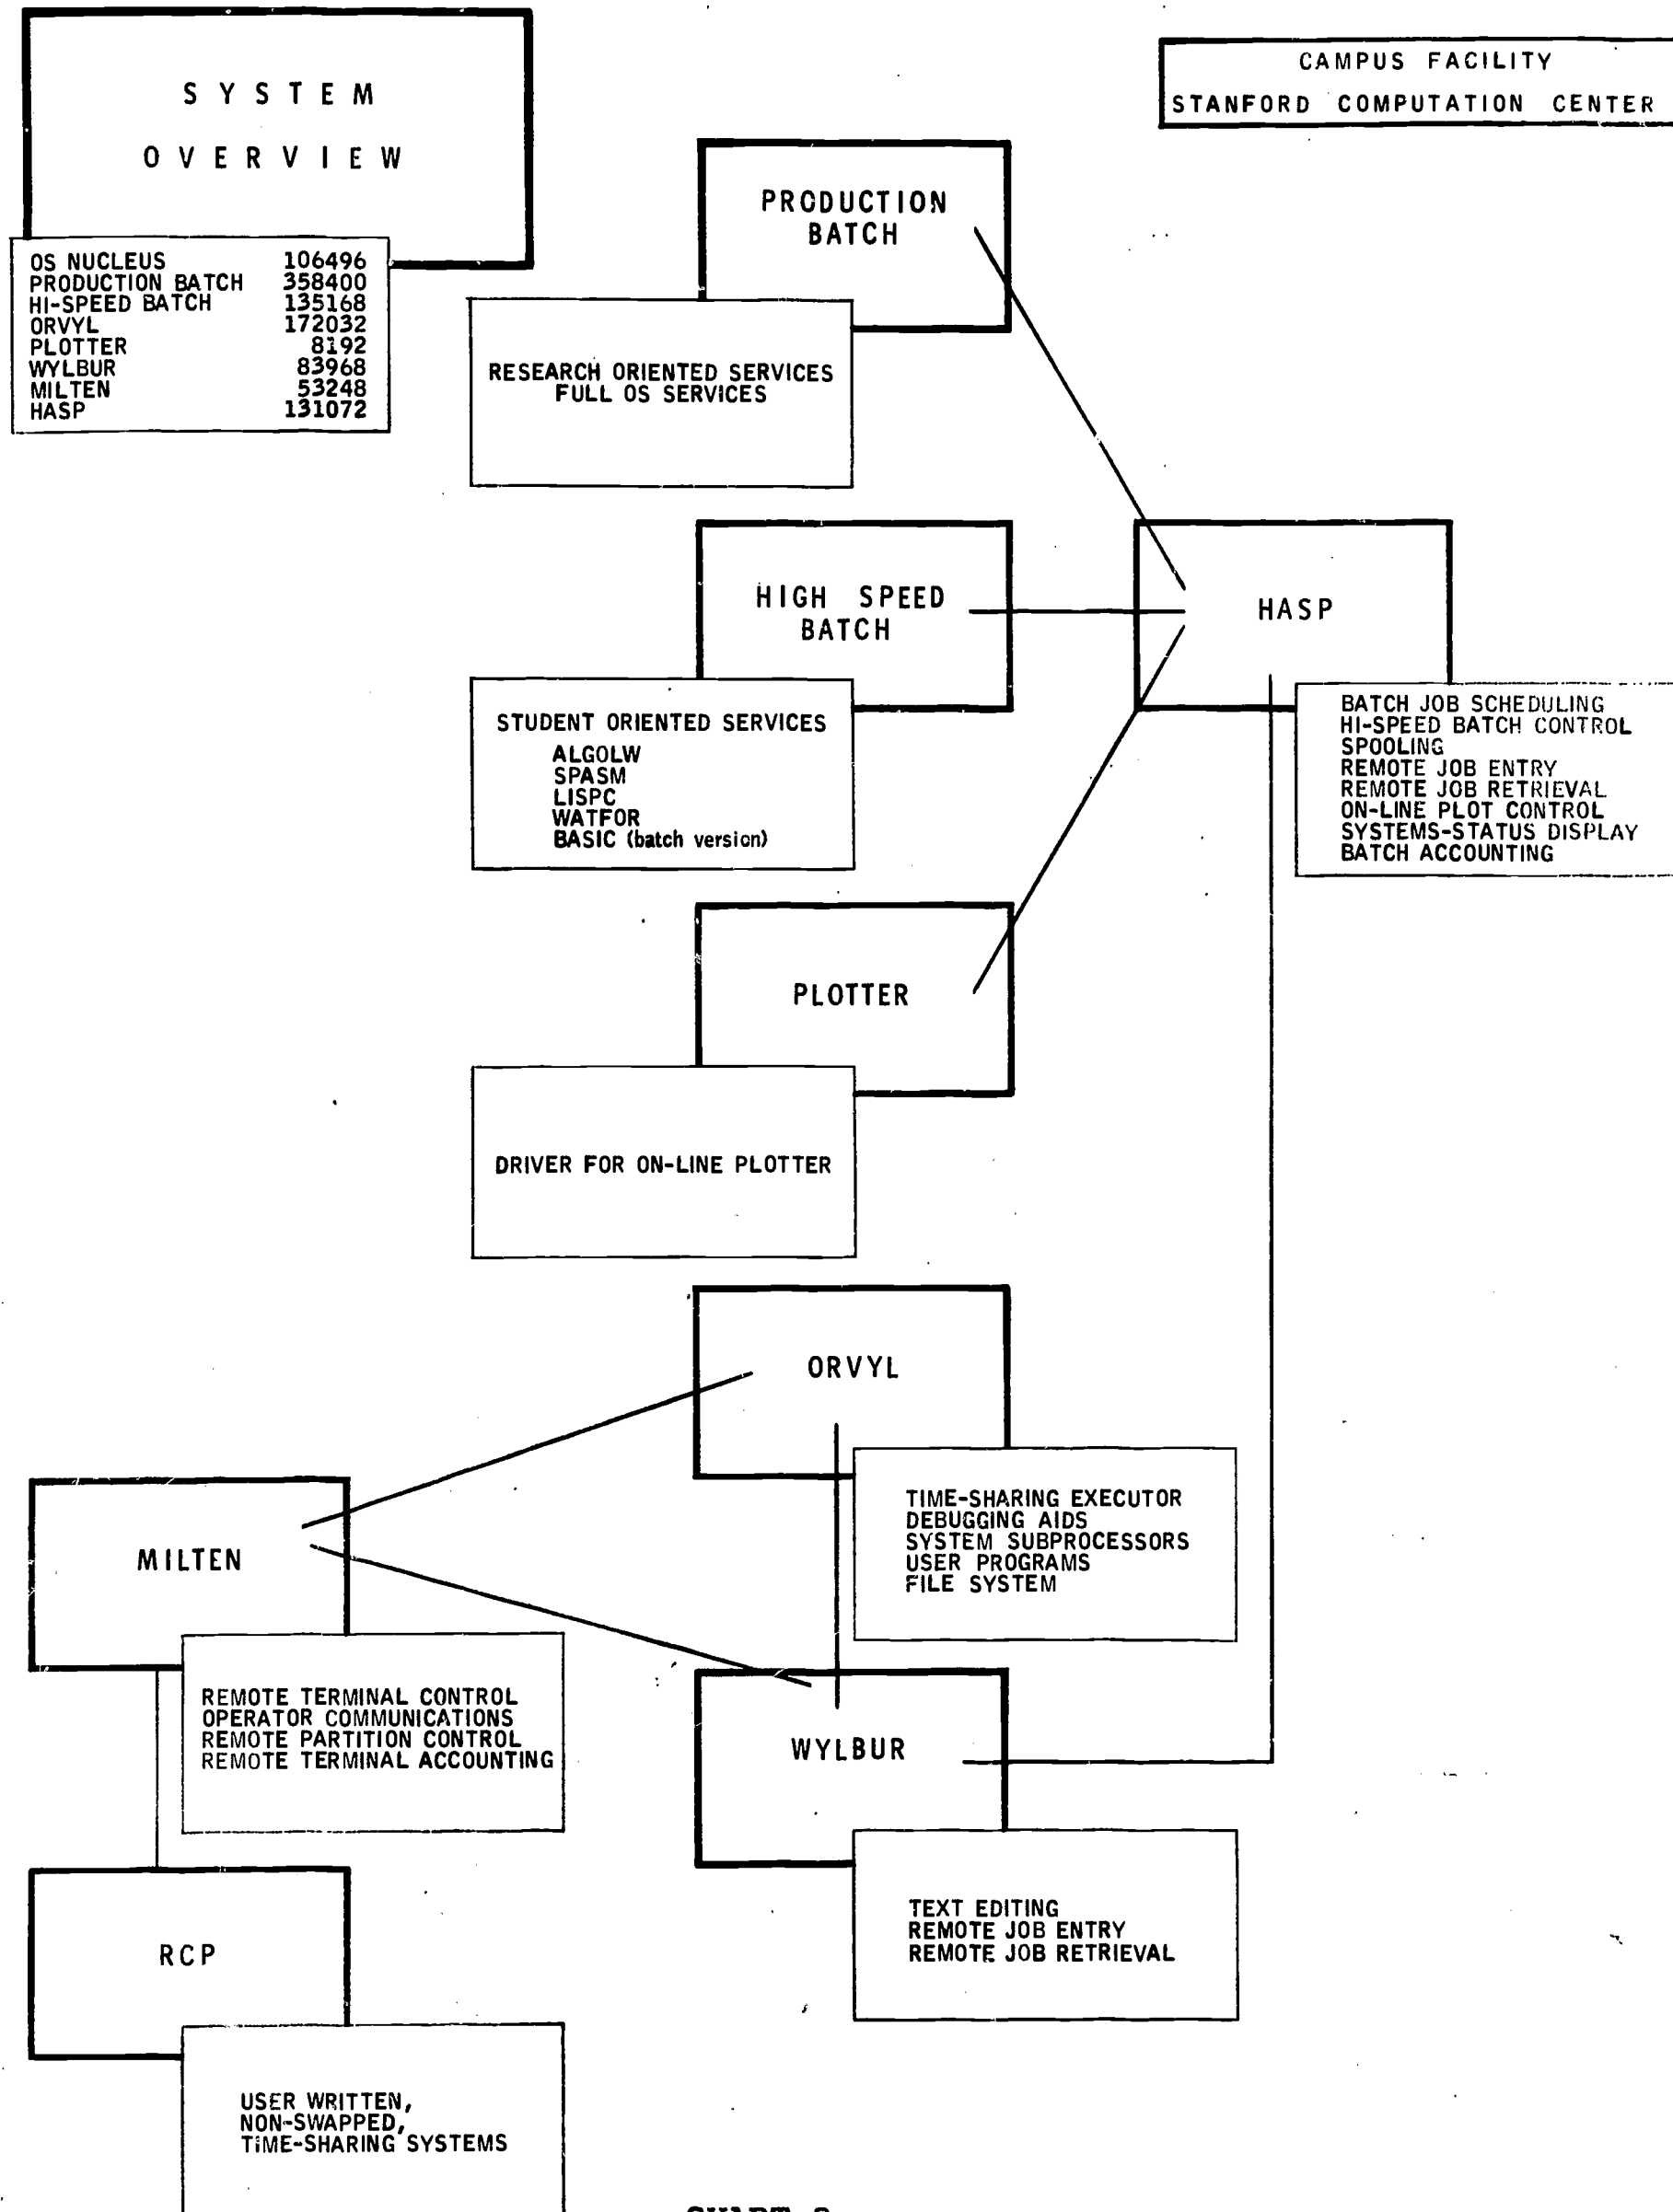 SYSTEM
OVERVIEW
CAMPUS FACILITY
STANFORD COMPUTATION CENTER
OS NUCLEUS 106496
PRODUCTION BATCH 358400
HI-SPEED BATCH 135168
ORVYL 172032
PLOTTER 8192
WYLBUR 83968
MILTEN 53248
HASP 131072
PRODUCTION
BATCH
RESEARCH ORIENTED SERVICES
FULL OS SERVICES
HIGH SPEED
BATCH
STUDENT ORIENTED SERVICES
ALGOLW
SPASM
LISPC
WATFOR
BASIC (batch version)
HASP
BATCH JOB SCHEDULING
HI-SPEED BATCH CONTROL
SPOOLING
REMOTE JOB ENTRY
REMOTE JOB RETRIEVAL
ON-LINE PLOT CONTROL
SYSTEMS-STATUS DISPLAY
BATCH ACCOUNTING
PLOTTER
DRIVER FOR ON-LINE PLOTTER
ORVYL
TIME-SHARING EXECUTOR
DEBUGGING AIDS
SYSTEM SUBPROCESSORS
USER PROGRAMS
FILE SYSTEM
MILTEN
REMOTE TERMINAL CONTROL
OPERATOR COMMUNICATIONS
REMOTE PARTITION CONTROL
REMOTE TERMINAL ACCOUNTING
WYLBUR
TEXT EDITING
REMOTE JOB ENTRY
REMOTE JOB RETRIEVAL
RCP
USER WRITTEN,
NON-SWAPPED,
TIME-SHARING SYSTEMS